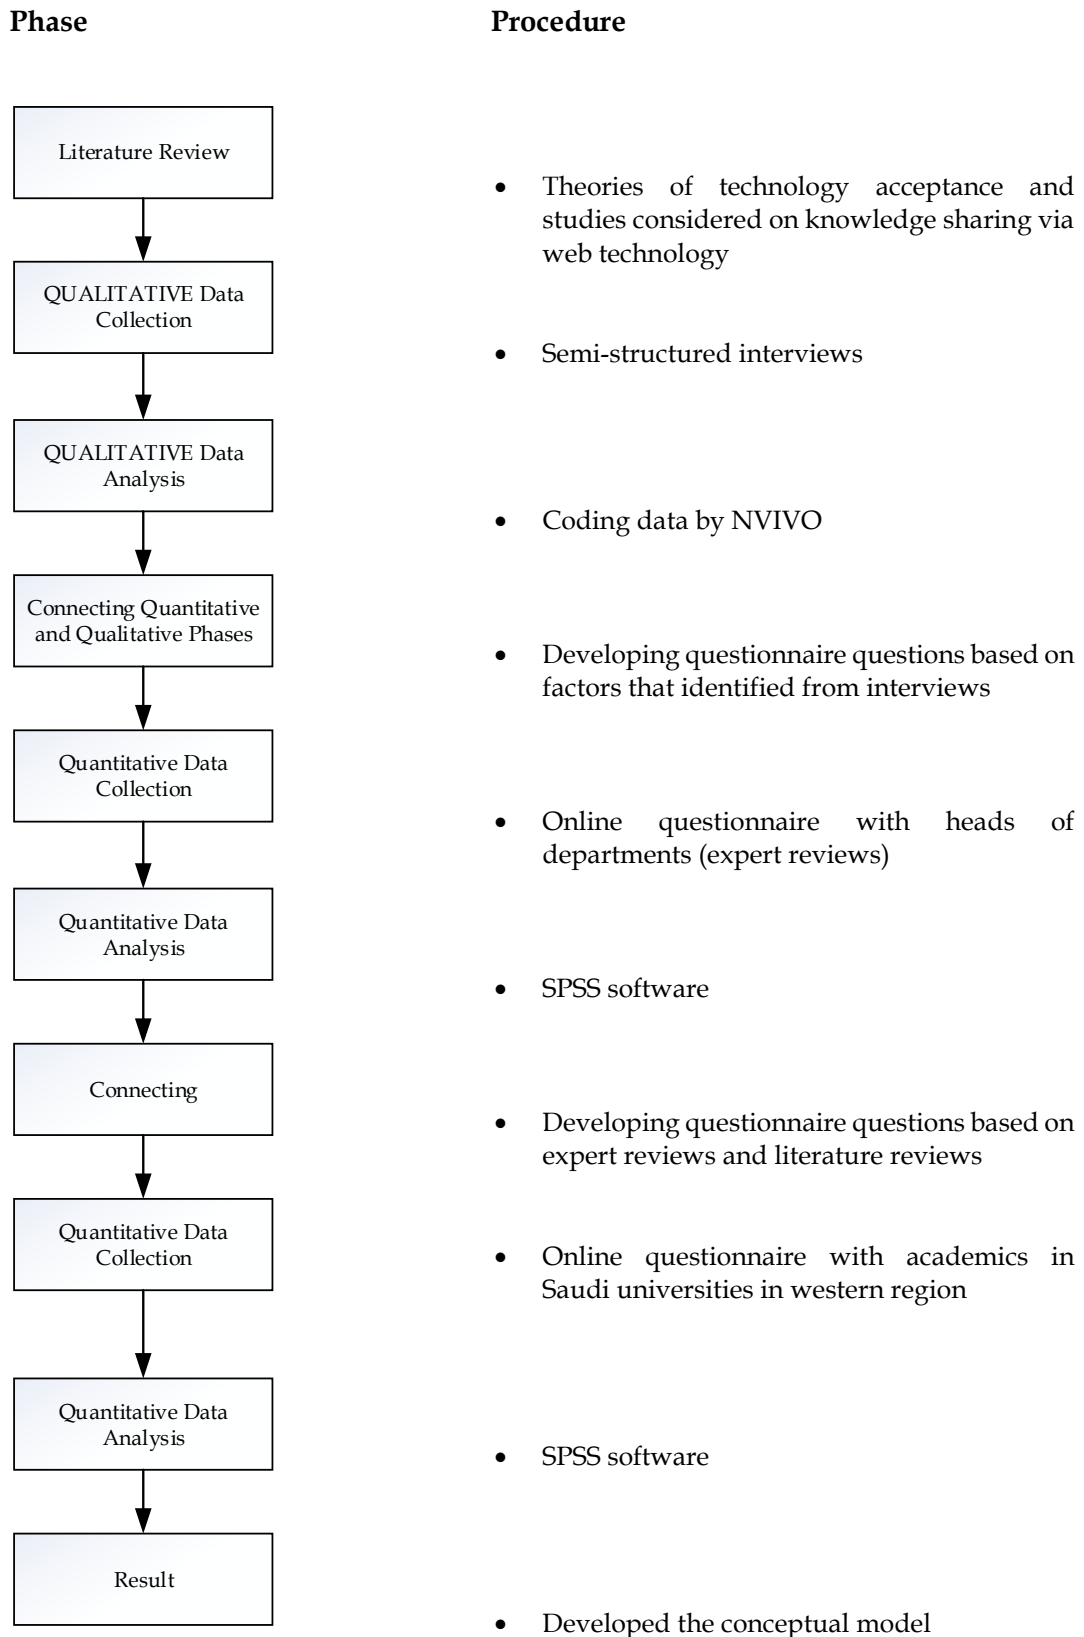 Phase
Procedure
Literature Review
• Theories of technology acceptance and
studies considered on knowledge sharing via
web technology
QUALITATIVE Data
Collection
• Semi-structured interviews
QUALITATIVE Data
Analysis
• Coding data by NVIVO
Connecting Quantitative
and Qualitative Phases
• Developing questionnaire questions based on
factors that identified from interviews
Quantitative Data
Collection
• Online questionnaire with heads of
departments (expert reviews)
Quantitative Data
Analysis
• SPSS software
Connecting
• Developing questionnaire questions based on
expert reviews and literature reviews
Quantitative Data
Collection
• Online questionnaire with academics in
Saudi universities in western region
Quantitative Data
Analysis
• SPSS software
Result
• Developed the conceptual model